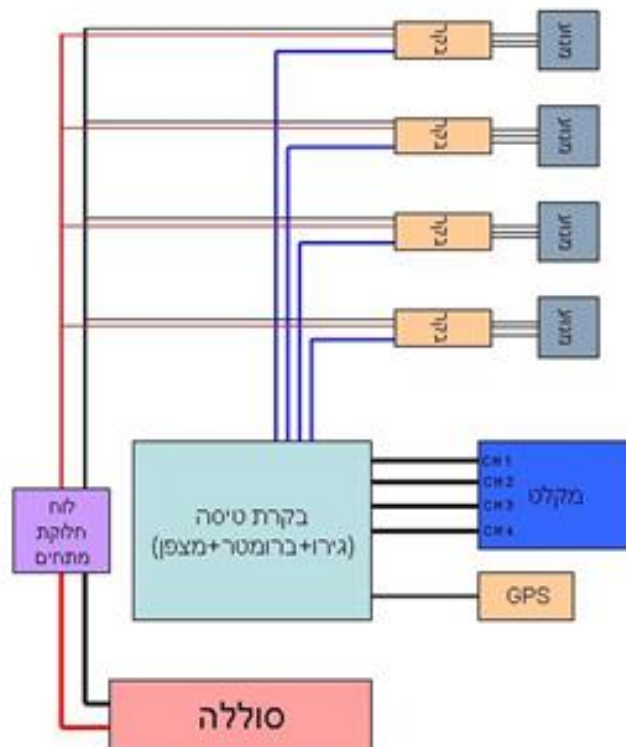 בקר
מנוע
בקר
מנוע
בקר
מנוע
בקר
מנוע
לוח
חלוקת
מתחים
בקרת טיסה
(גירו+ברומטר+מצפן)
CH 1
CH 2
CH 3
CH 4
מקלט
GPS
סוללה